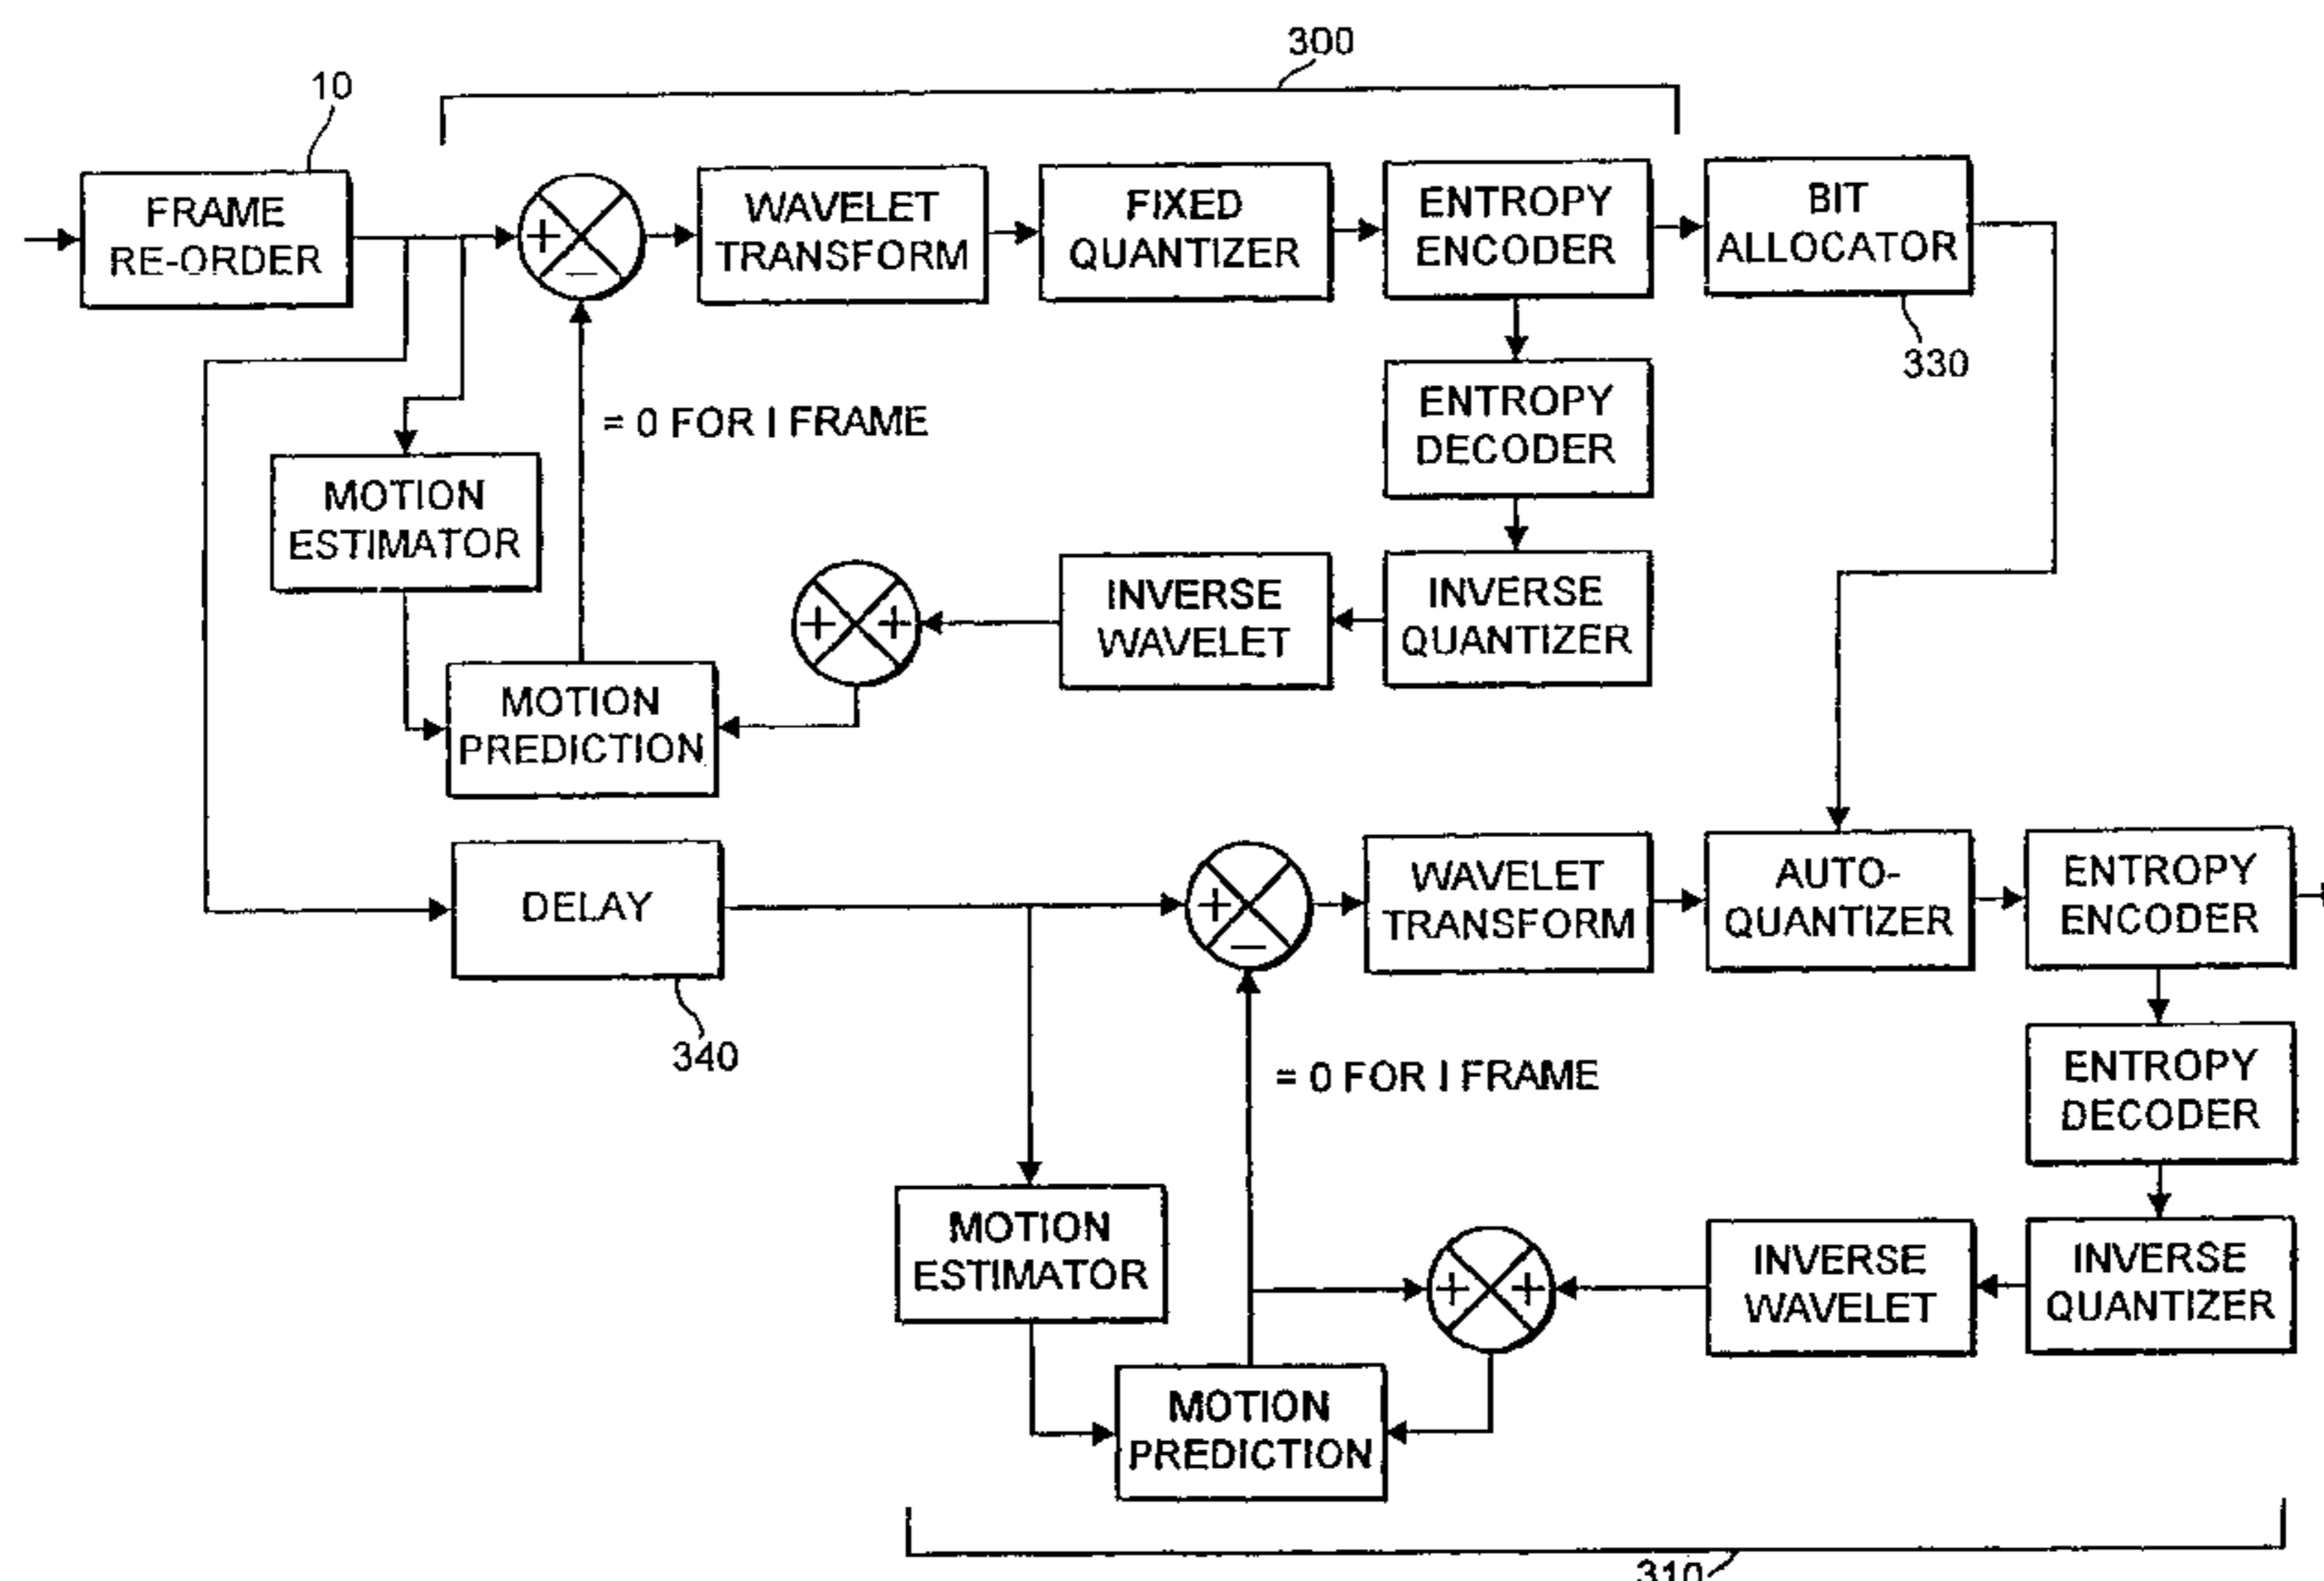 300
10
FRAME
RE-ORDER
+
−
WAVELET
TRANSFORM
FIXED
QUANTIZER
ENTROPY
ENCODER
BIT
ALLOCATOR
330
= 0 FOR I FRAME
ENTROPY
DECODER
MOTION
ESTIMATOR
+ +
INVERSE
WAVELET
INVERSE
QUANTIZER
MOTION
PREDICTION
DELAY
340
+
−
WAVELET
TRANSFORM
AUTO-
QUANTIZER
ENTROPY
ENCODER
= 0 FOR I FRAME
ENTROPY
DECODER
MOTION
ESTIMATOR
+ +
INVERSE
WAVELET
INVERSE
QUANTIZER
MOTION
PREDICTION
310